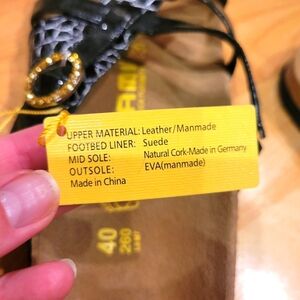 UPPER MATERIAL: Leather/Manmade
FOOTBED LINER: Suede
MID SOLE: Natural Cork-Made in Germany
OUTSOLE: EVA(manmade)
Made in China
40
260